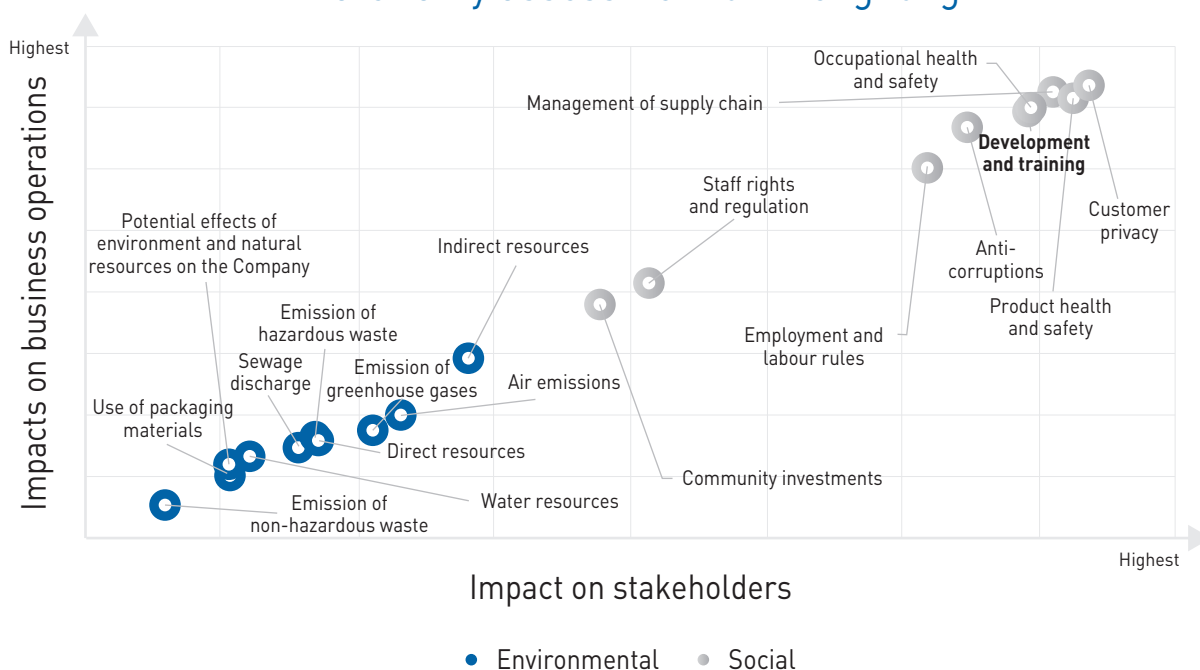 Highest
Impacts on business operations
Occupational health
and safety
Management of supply chain
Development
and training
Staff rights
and regulation
Customer
privacy
Potential effects of
environment and natural
resources on the Company
Indirect resources
Anti-
corruptions
Product health
and safety
Emission of
hazardous waste
Employment and
labour rules
Sewage
discharge
Emission of
greenhouse gases
Air emissions
Use of packaging
materials
Direct resources
Community investments
Water resources
Emission of
non-hazardous waste
Highest
Impact on stakeholders
Environmental
Social